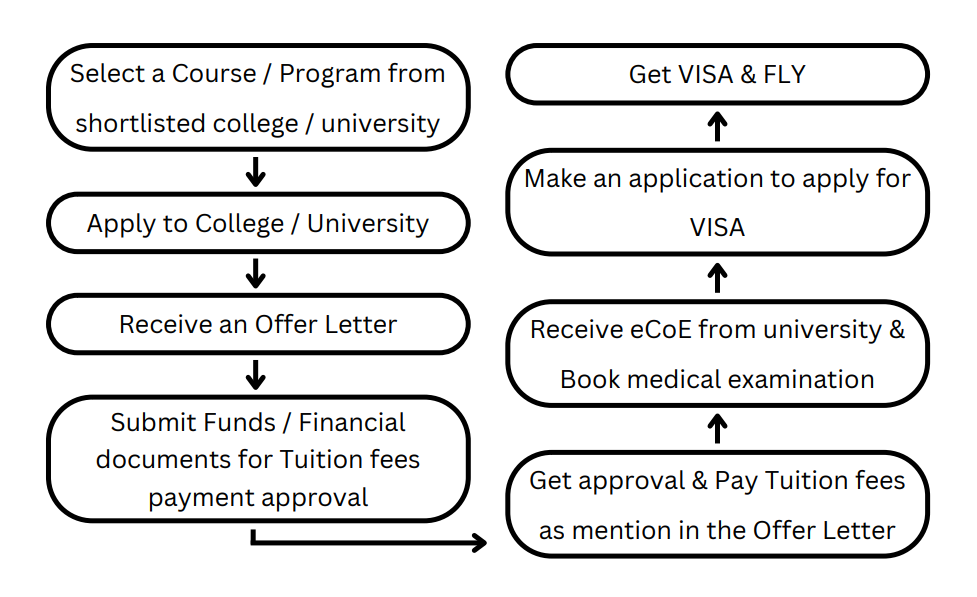 Select a Course / Program from
shortlisted college / university
Apply to College / University
Receive an Offer Letter
Submit Funds / Financial
documents for Tuition fees
payment approval
Get approval & Pay Tuition fees
as mention in the Offer Letter
Receive eCoE from university &
Book medical examination
Make an application to apply for
VISA
Get VISA & FLY